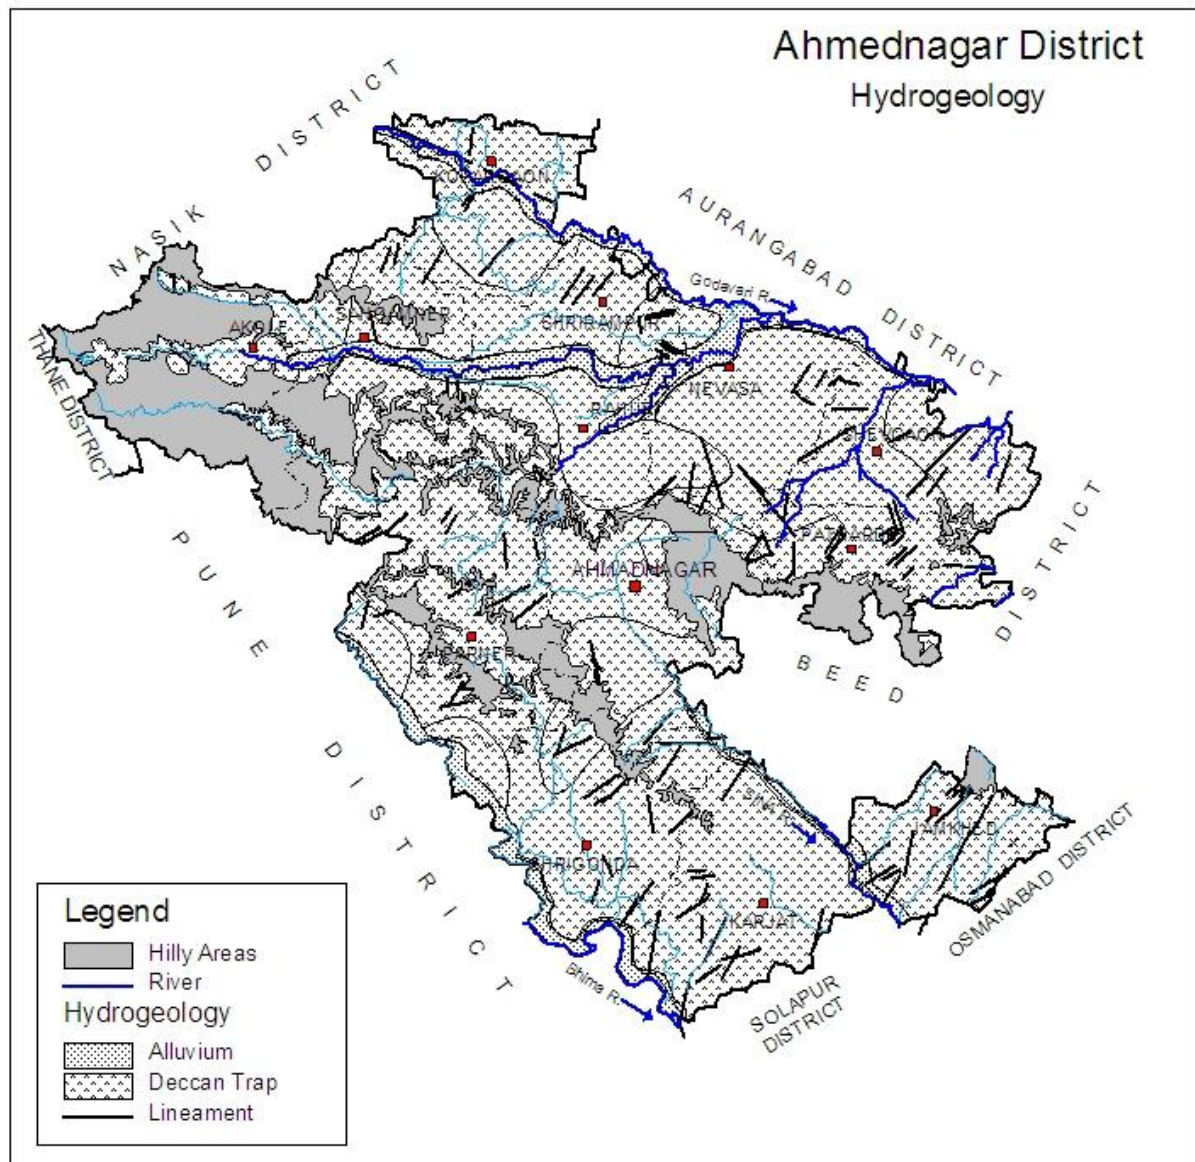 Ahmednagar District
Hydrogeology
NASIK DISTRICT
AURANGABAD DISTRICT
KOPARGAON
Godavari R.
SHRIRAMPUR
SANGAMNER
AKOLE
THANE DISTRICT
NEVASA
RAHURI
SHEVGAON
PATHARDI
AHMADNAGAR
PARNER
BEED DISTRICT
PUNE DISTRICT
SINA R.
JAMKHED
SHRIGONDA
KARJAT
OSMANABAD DISTRICT
Bhima R.
SOLAPUR
DISTRICT
Legend
Hilly Areas
River
Hydrogeology
Alluvium
Deccan Trap
Lineament